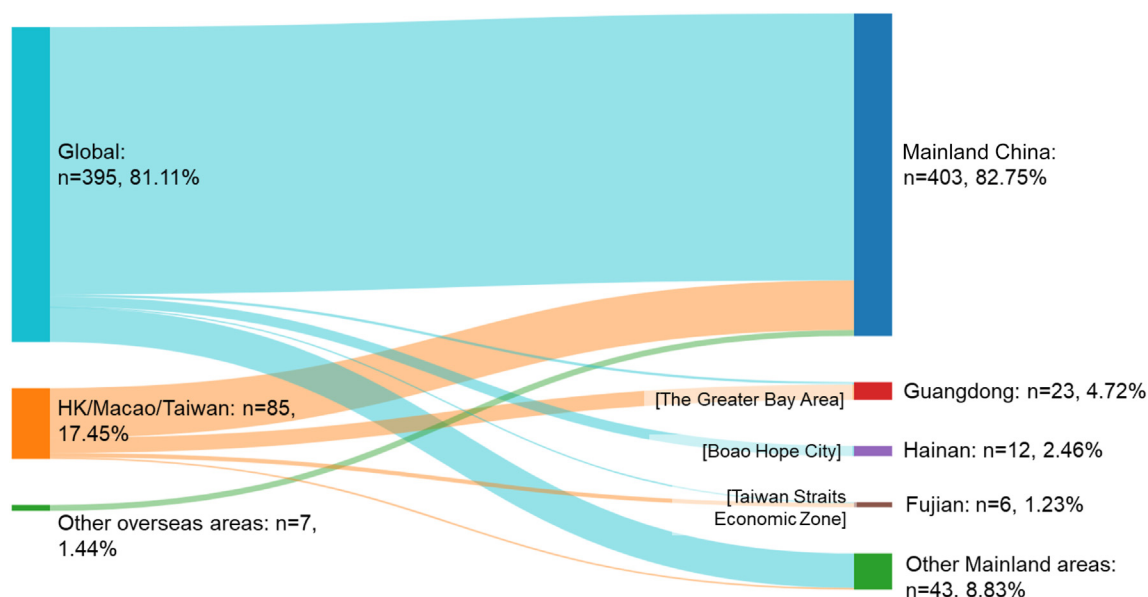 Global:
n=395, 81.11%
HK/Macao/Taiwan: n=85,
17.45%
Other overseas areas: n=7,
1.44%
Mainland China:
n=403, 82.75%
[The Greater Bay Area]
Guangdong: n=23, 4.72%
[Boao Hope City]
Hainan: n=12, 2.46%
[Taiwan Straits
Economic Zone]
Fujian: n=6, 1.23%
Other Mainland areas:
n=43, 8.83%